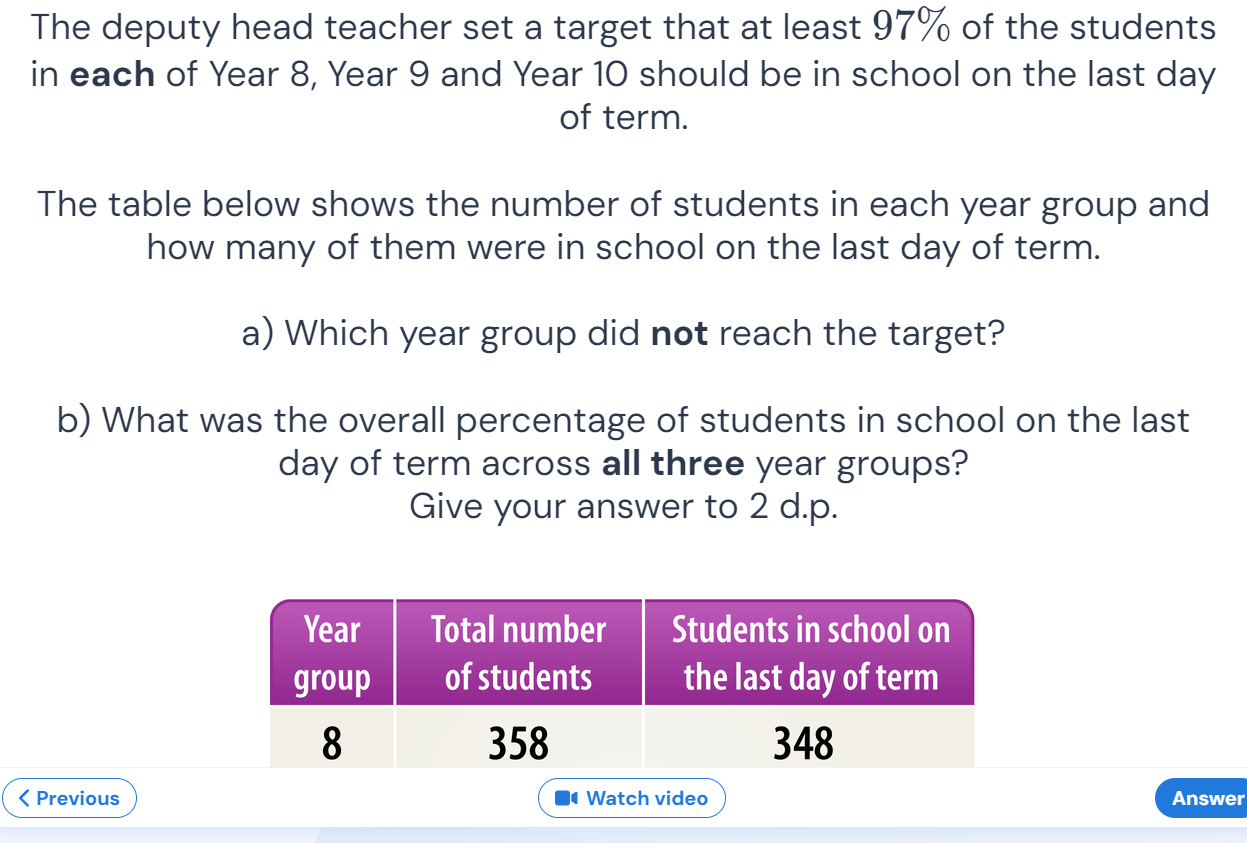 The deputy head teacher set a target that at least 97% of the students
in each of Year 8, Year 9 and Year 10 should be in school on the last day
of term.
The table below shows the number of students in each year group and
how many of them were in school on the last day of term.
a) Which year group did not reach the target?
b) What was the overall percentage of students in school on the last
day of term across all three year groups?
Give your answer to 2 d.p.
Year group Total number of students Students in school on the last day of term
8 358 348
Previous Watch video Answer